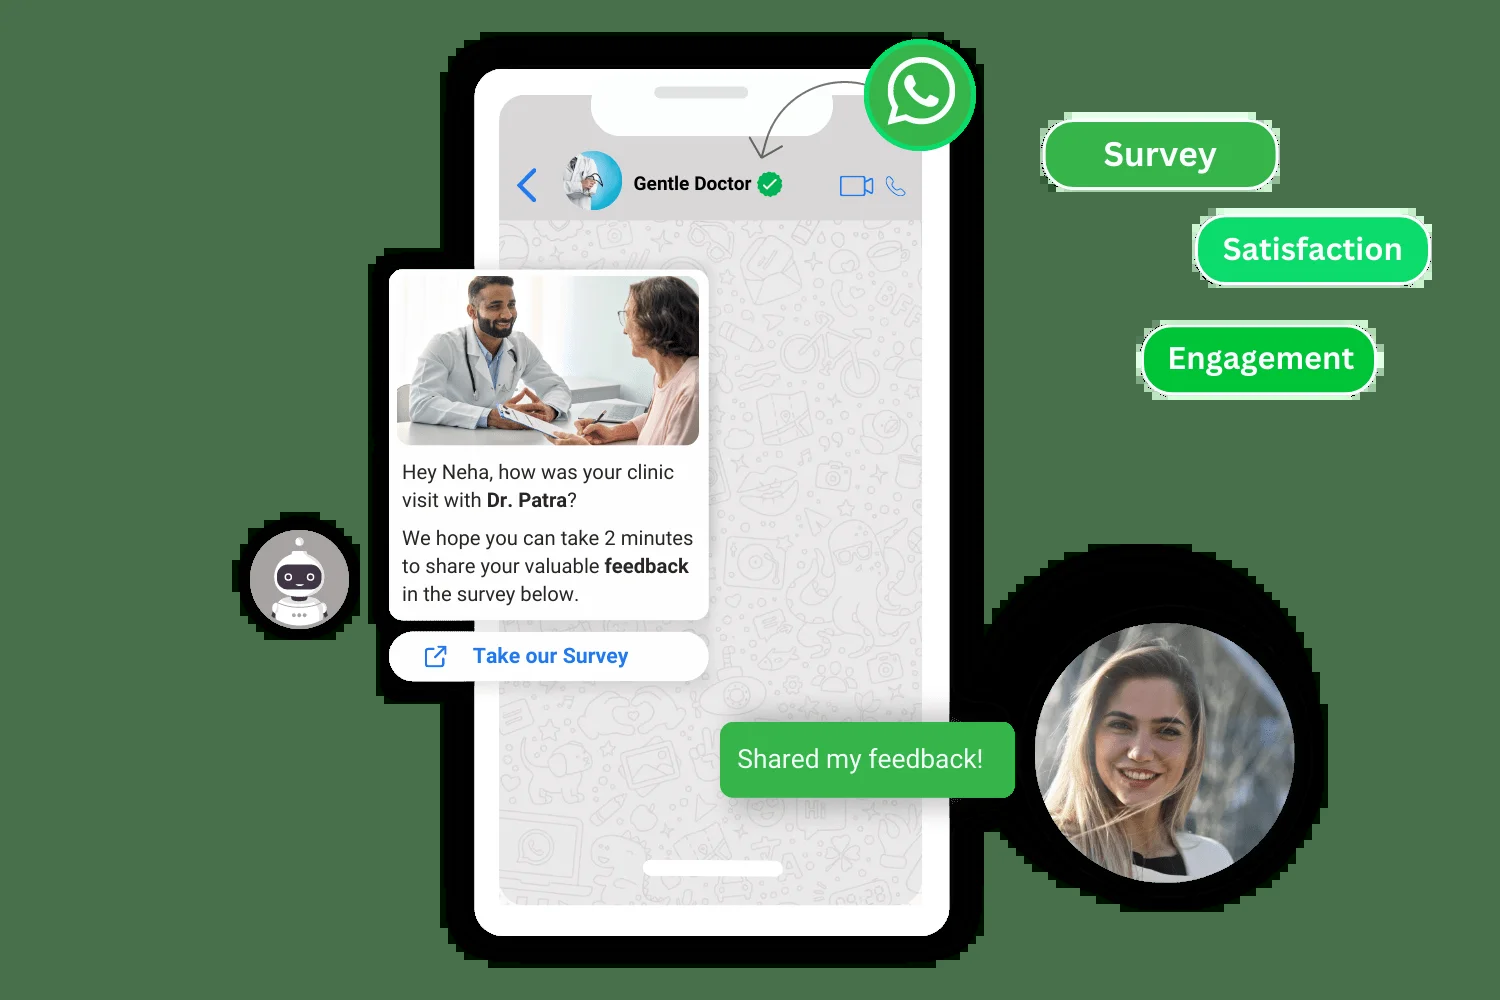 Gentle Doctor
Survey
Satisfaction
Engagement
Hey Neha, how was your clinic
visit with Dr. Patra?
We hope you can take 2 minutes
to share your valuable feedback
in the survey below.
Take our Survey
Shared my feedback!